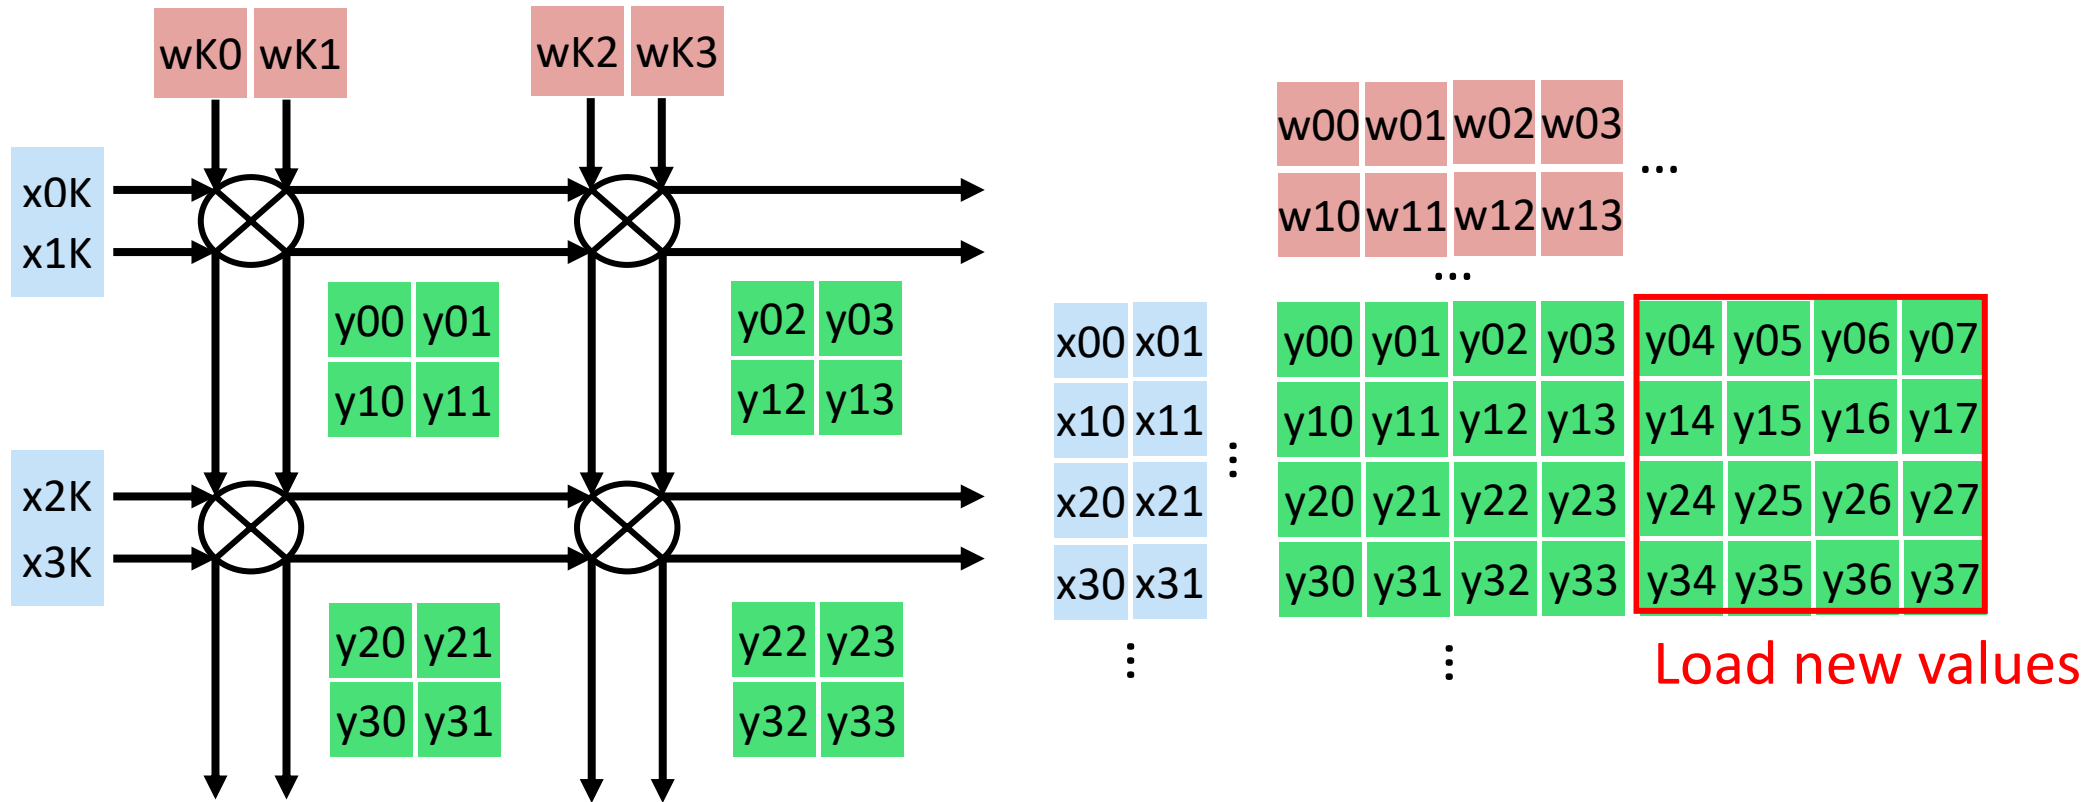 wK0 wK1 wK2 wK3
x0K
x1K
y00 y01 y02 y03
y10 y11 y12 y13
x2K
x3K
y20 y21 y22 y23
y30 y31 y32 y33
w00 w01 w02 w03 ...
w10 w11 w12 w13
...
x00 x01 y00 y01 y02 y03 y04 y05 y06 y07
x10 x11 y10 y11 y12 y13 y14 y15 y16 y17
...
x20 x21 y20 y21 y22 y23 y24 y25 y26 y27
x30 x31 y30 y31 y32 y33 y34 y35 y36 y37
... ...
Load new values